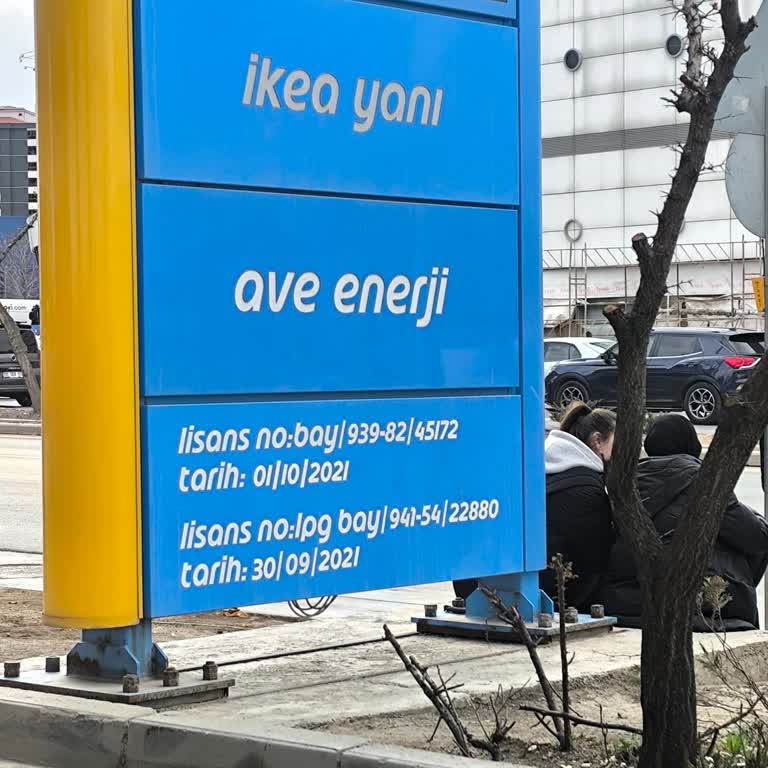 ikea yanı
ave enerji
lisans no:bay/939-82/45172
tarih: 01/10/2021
lisans no:lpg bay/941-54/22880
tarih: 30/09/2021